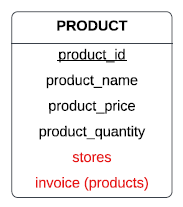 PRODUCT
product_id
product_name
product_price
product_quantity
stores
invoice (products)